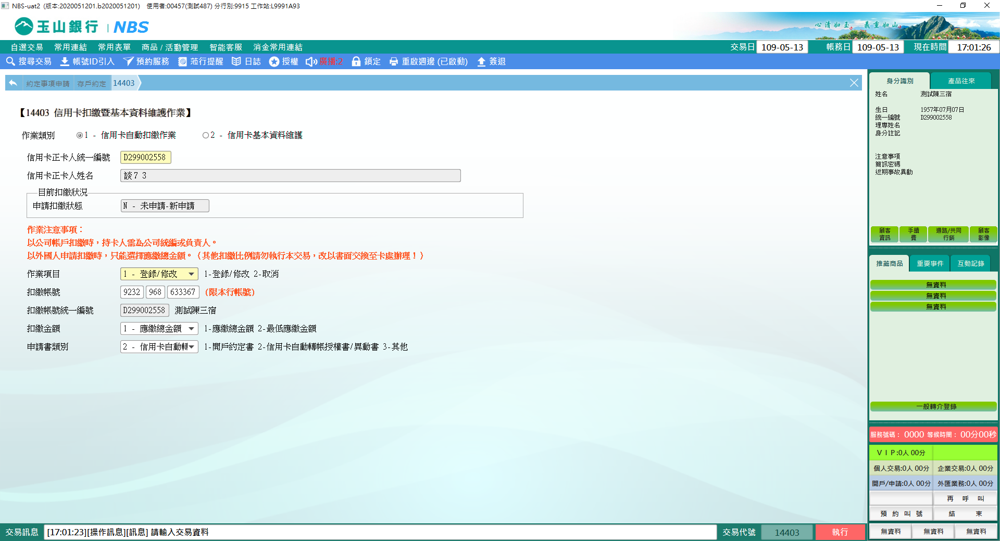 NBS-uat2 (版本:2020051201.b2020051201) 使用者:00457(測試487) 分行別:9915 工作站:L9991A93
玉山銀行 | NBS
心清如玉 義重如山
自選交易 常用連結 常用表單 商品/活動管理 智能客服 消金常用連結 交易日 109-05-13 帳務日 109-05-13 現在時間 17:01:26
搜尋交易 帳號ID引入 預約服務 蒞行提醒 日誌 授權 廣播:2 鎖定 重啟週邊 (已啟動) 簽退
約定事項申請 存戶約定 14403
【14403 信用卡扣繳暨基本資料維護作業】
作業類別 1 - 信用卡自動扣繳作業 2 - 信用卡基本資料維護
信用卡正卡人統一編號 D299002558
信用卡正卡人姓名 談７３
目前扣繳狀況
申請扣繳狀態 N - 未申請-新申請
作業注意事項：
以公司帳戶扣繳時，持卡人需為公司統編或負責人。
以外國人申請扣繳時，只能選擇應繳總金額。（其他扣繳比例請勿執行本交易，改以書面交換至卡處辦理！）
作業項目 1 - 登錄/修改 1-登錄/修改 2-取消
扣繳帳號 9232 968 633367 (限本行帳號)
扣繳帳號統一編號 D299002558 測試陳三宿
扣繳金額 1 - 應繳總金額 1-應繳總金額 2-最低應繳金額
申請書類別 2 - 信用卡自動轉 1-開戶約定書 2-信用卡自動轉帳授權書/異動書 3-其他
身分識別 產品往來
姓名 測試陳三宿
生日 1957年07月07日
統一編號 D299002558
理專姓名
身分註記
注意事項
簡訊密碼
近期事故異動
顧客資訊 手續費 通路/共同行銷 顧客影像
推薦商品 重要事件 互動記錄
無資料
無資料
無資料
一般轉介登錄
服務號碼： 0000 等候時間： 00分00秒
ＶＩＰ:0人 00分
個人交易:0人 00分 企業交易:0人 00分
開戶/申請:0人 00分 外匯業務:0人 00分
再 呼 叫
預 約 叫 號 結 束
無資料 無資料 無資料
交易訊息 [17:01:23][操作訊息][訊息] 請輸入交易資料 交易代號 14403 執行